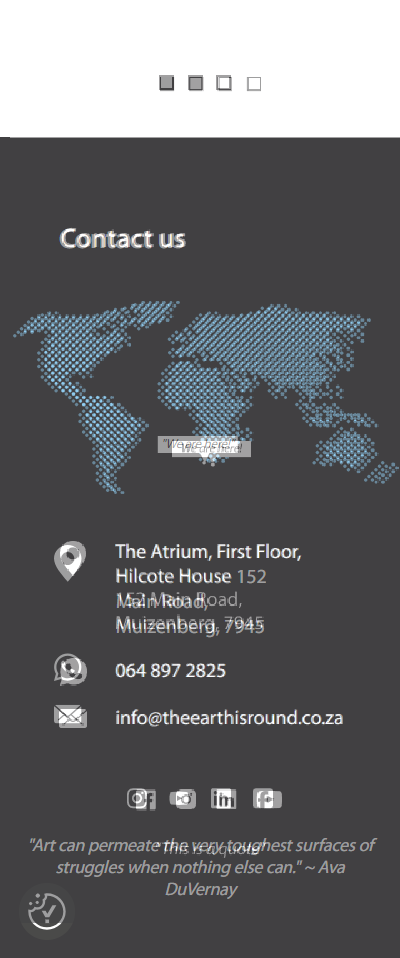 Contact us
"We are here!"
The Atrium, First Floor,
Hilcote House 152
Main Road,
Muizenberg, 7945
064 897 2825
info@theearthisround.co.za
"Art can permeate the very toughest surfaces of
struggles when nothing else can." ~ Ava
DuVernay